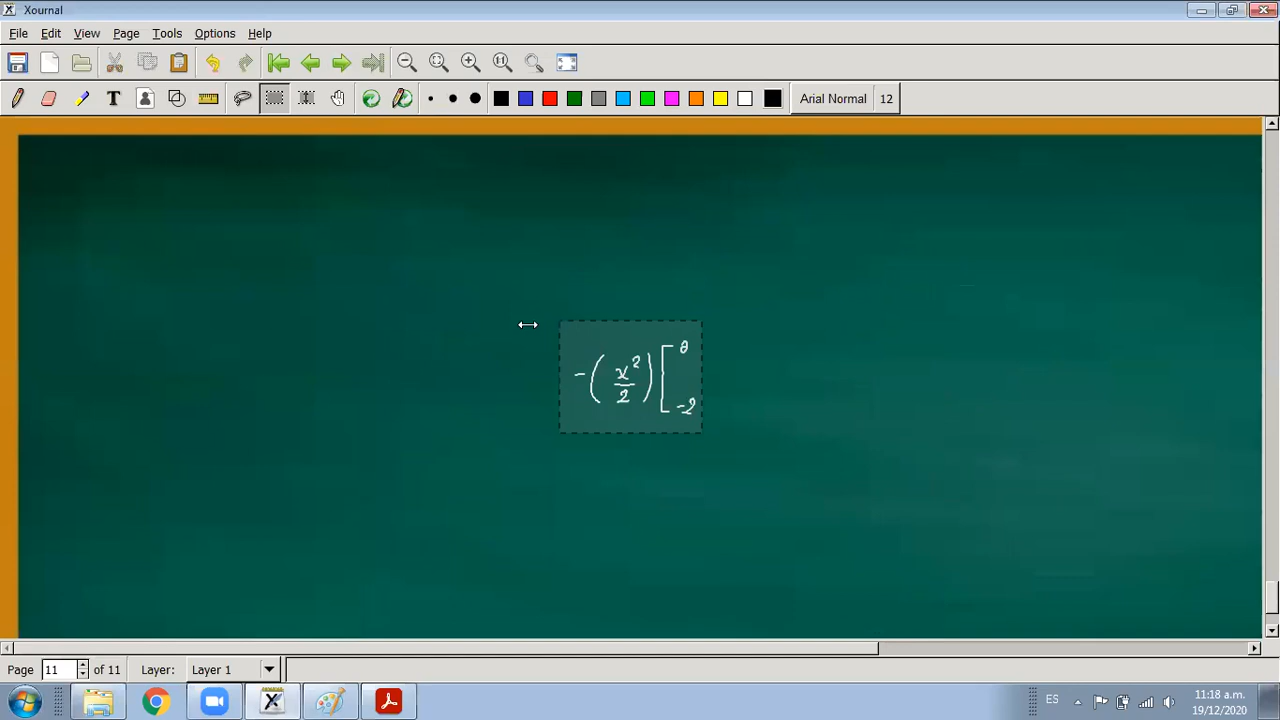 Xournal
File Edit View Page Tools Options Help
Arial Normal 12
-(x²/2)[θ
-2
Page 11 of 11 Layer: Layer 1
ES 11:18 a.m.
19/12/2020